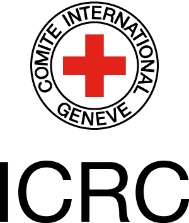 COMITE INTERNATIONAL
GENEVE
ICRC